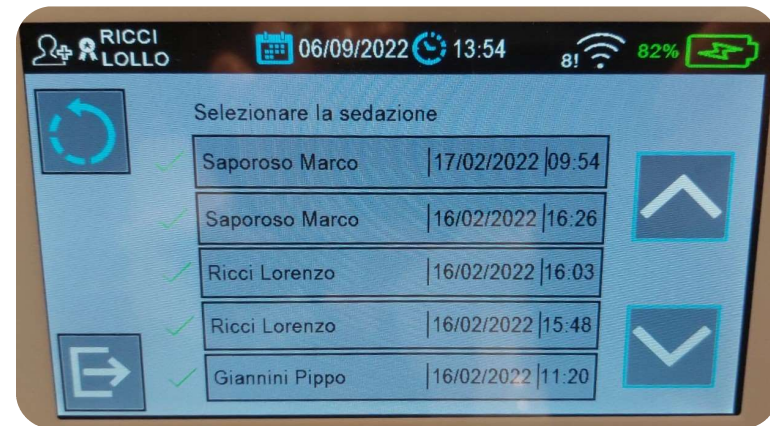 RICCI
LOLLO
06/09/2022 13:54 8! 82%
Selezionare la sedazione
Saporoso Marco |17/02/2022 |09:54
Saporoso Marco |16/02/2022 |16:26
Ricci Lorenzo |16/02/2022 |16:03
Ricci Lorenzo |16/02/2022 |15:48
Giannini Pippo |16/02/2022 |11:20